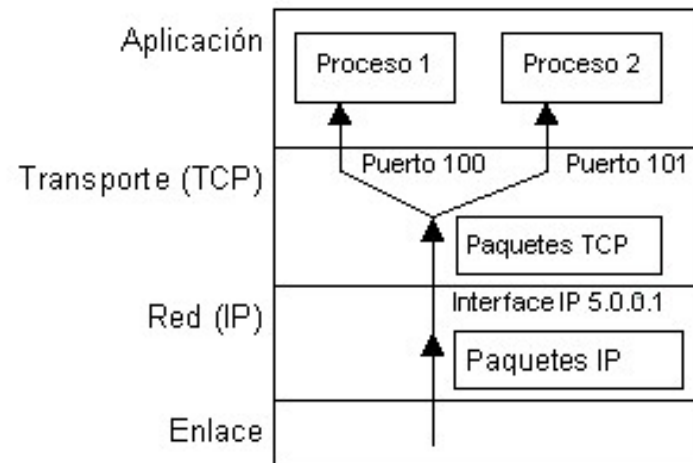 Aplicación
Proceso 1
Proceso 2
Puerto 100
Puerto 101
Transporte (TCP)
Paquetes TCP
Interface IP 5.0.0.1
Red (IP)
Paquetes IP
Enlace